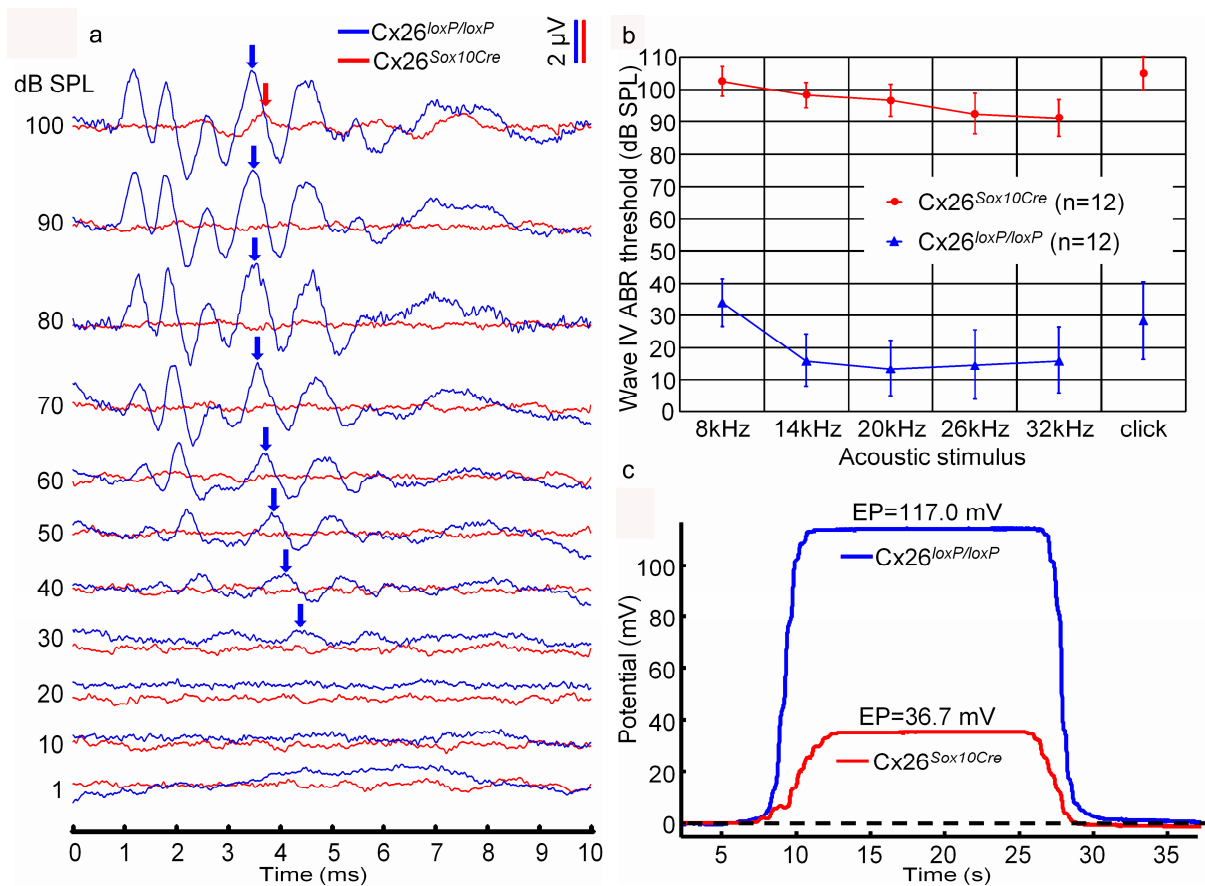 a
Cx26loxP/loxP
Cx26Sox10Cre
2 µV
dB SPL
100
90
80
70
60
50
40
30
20
10
1
0 1 2 3 4 5 6 7 8 9 10
Time (ms)
b
Wave IV ABR threshold (dB SPL)
110
100
90
80
70
60
50
40
30
20
10
0
Cx26Sox10Cre (n=12)
Cx26loxP/loxP (n=12)
8kHz 14kHz 20kHz 26kHz 32kHz click
Acoustic stimulus
c
Potential (mV)
100
80
60
40
20
0
EP=117.0 mV
Cx26loxP/loxP
EP=36.7 mV
Cx26Sox10Cre
5 10 15 20 25 30 35
Time (s)